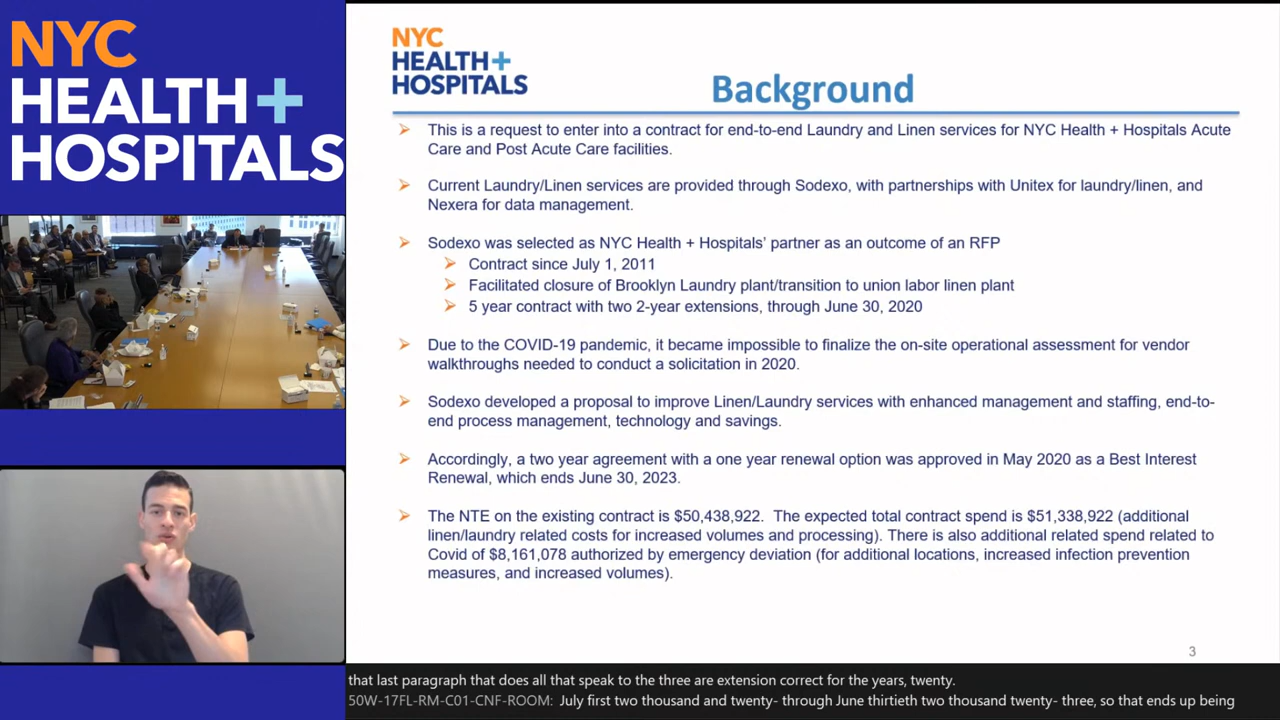 NYC
HEALTH+
HOSPITALS
NYC
HEALTH+
HOSPITALS
Background
This is a request to enter into a contract for end-to-end Laundry and Linen services for NYC Health + Hospitals Acute
Care and Post Acute Care facilities.
Current Laundry/Linen services are provided through Sodexo, with partnerships with Unitex for laundry/linen, and
Nexera for data management.
Sodexo was selected as NYC Health + Hospitals' partner as an outcome of an RFP
Contract since July 1, 2011
Facilitated closure of Brooklyn Laundry plant/transition to union labor linen plant
5 year contract with two 2-year extensions, through June 30, 2020
Due to the COVID-19 pandemic, it became impossible to finalize the on-site operational assessment for vendor
walkthroughs needed to conduct a solicitation in 2020.
Sodexo developed a proposal to improve Linen/Laundry services with enhanced management and staffing, end-to-
end process management, technology and savings.
Accordingly, a two year agreement with a one year renewal option was approved in May 2020 as a Best Interest
Renewal, which ends June 30, 2023.
The NTE on the existing contract is $50,438,922. The expected total contract spend is $51,338,922 (additional
linen/laundry related costs for increased volumes and processing). There is also additional related spend related to
Covid of $8,161,078 authorized by emergency deviation (for additional locations, increased infection prevention
measures, and increased volumes).
3
that last paragraph that does all that speak to the three are extension correct for the years, twenty.
50W-17FL-RM-C01-CNF-ROOM: July first two thousand and twenty- through June thirtieth two thousand twenty- three, so that ends up being